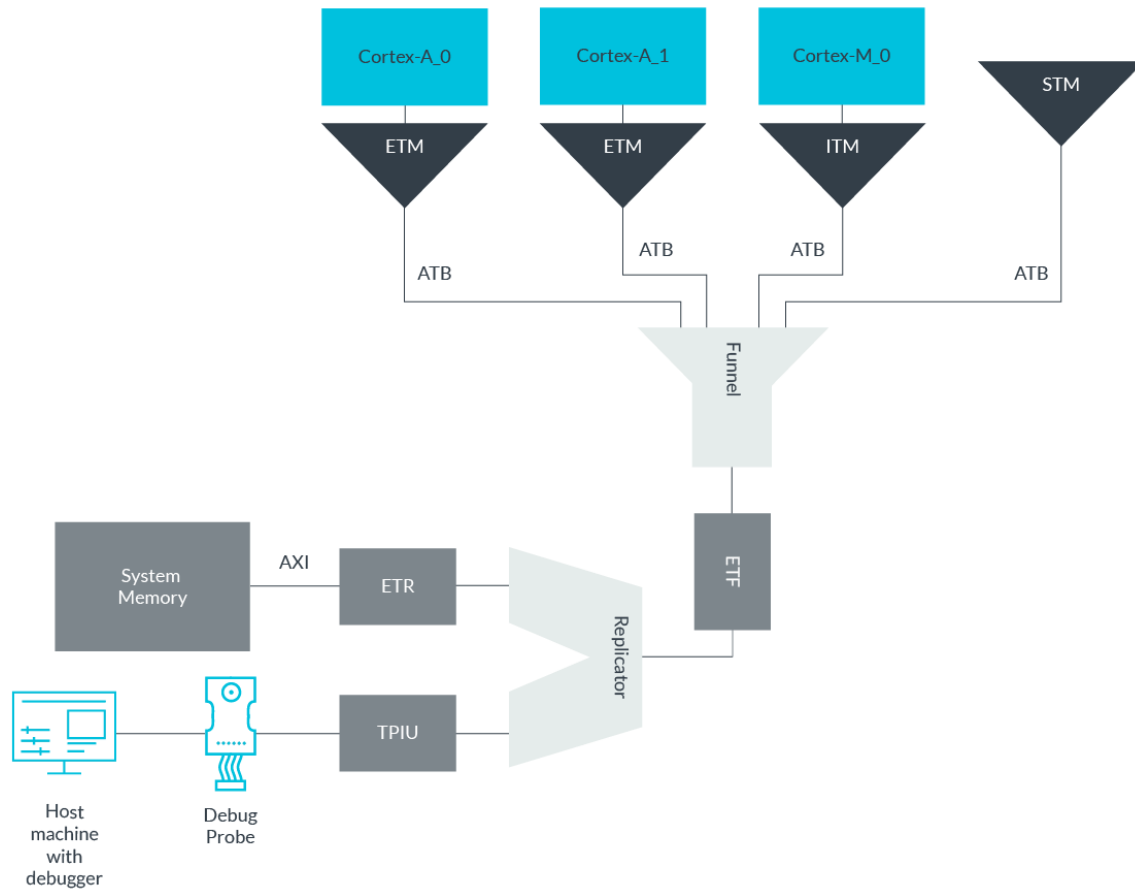 Cortex-A_0
Cortex-A_1
Cortex-M_0
STM
ETM
ETM
ITM
ATB
ATB
ATB
ATB
Funnel
ETF
System
Memory
AXI
ETR
Replicator
TPIU
Host
machine
with
debugger
Debug
Probe